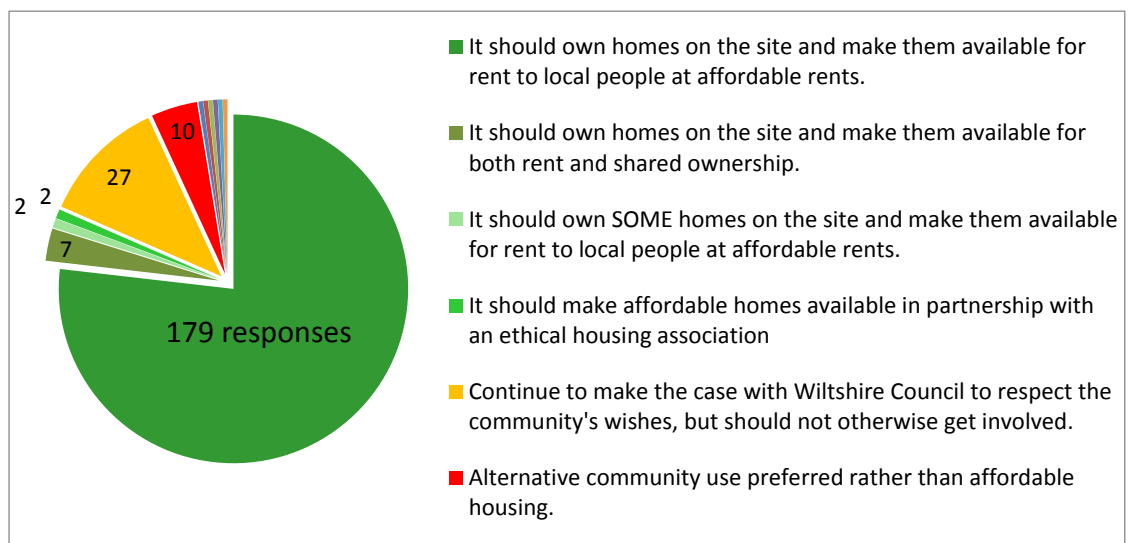 It should own homes on the site and make them available for
rent to local people at affordable rents.
It should own homes on the site and make them available for
both rent and shared ownership.
It should own SOME homes on the site and make them available
for rent to local people at affordable rents.
It should make affordable homes available in partnership with
an ethical housing association
Continue to make the case with Wiltshire Council to respect the
community's wishes, but should not otherwise get involved.
Alternative community use preferred rather than affordable
housing.
10
27
2
2
7
179 responses